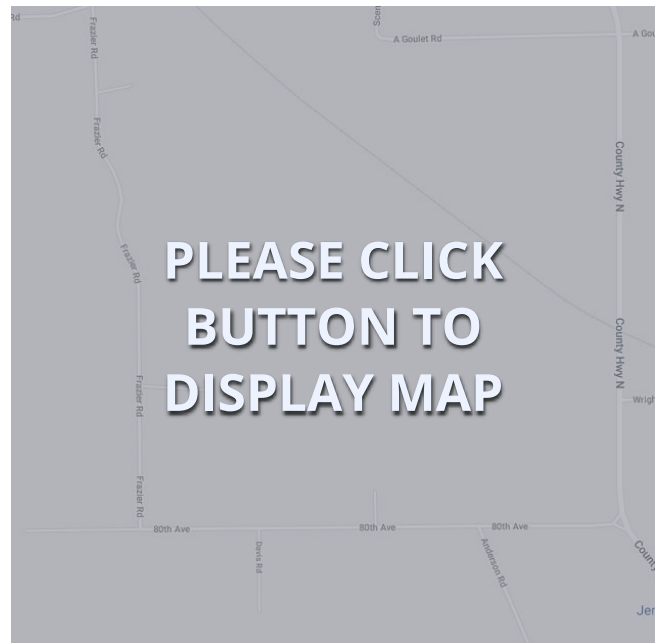 Rd
Frazier Rd
A Goulet Rd
A Gou
Frazier Rd
County Hwy N
Frazier Rd
PLEASE CLICK
BUTTON TO
DISPLAY MAP
County Hwy N
Frazier Rd
Wrigh
Frazier Rd
80th Ave
80th Ave
80th Ave
Davis Rd
Anderson Rd
County
Jer